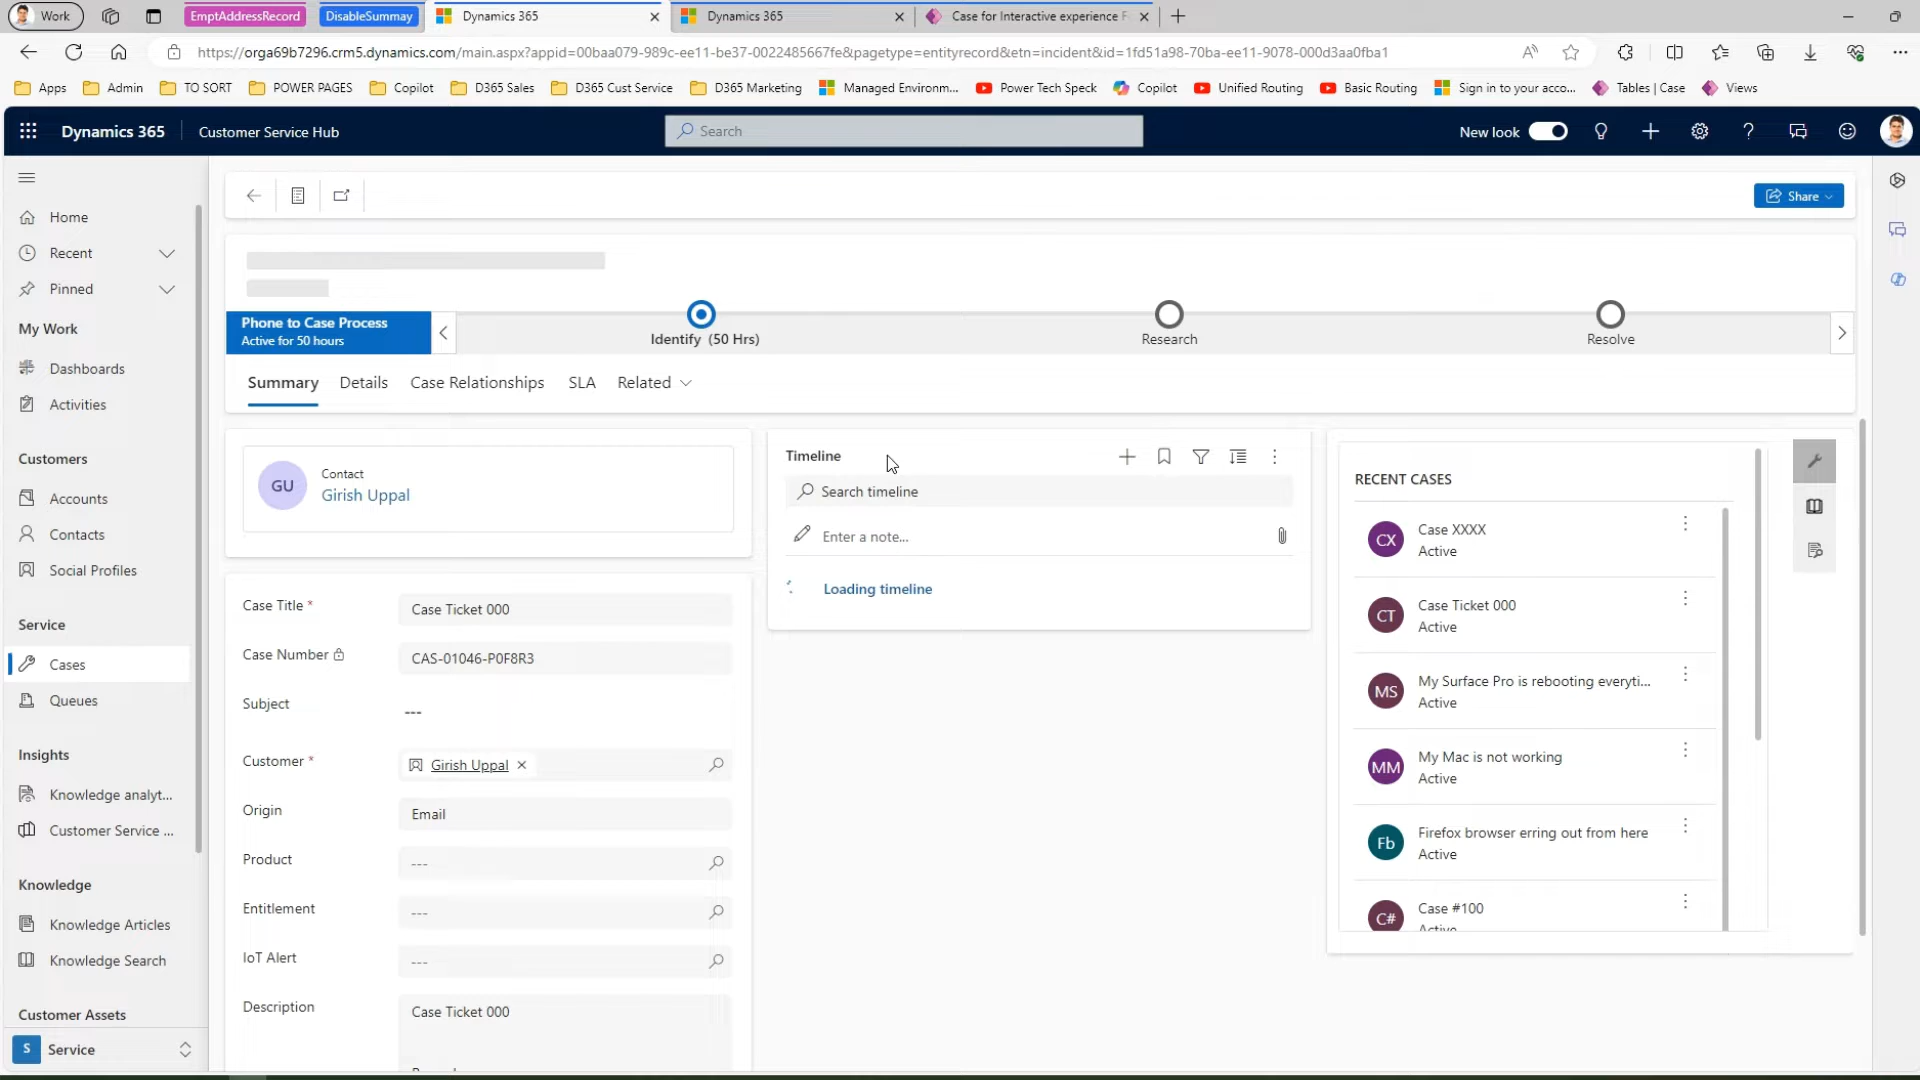 Work
EmptAddressRecord
DisableSummay
Dynamics 365
Dynamics 365
Case for Interactive experience F
https://orga69b7296.crm5.dynamics.com/main.aspx?appid=00baa079-989c-ee11-be37-0022485667fe&pagetype=entityrecord&etn=incident&id=1fd51a98-70ba-ee11-9078-000d3aa0fba1
Apps
Admin
TO SORT
POWER PAGES
Copilot
D365 Sales
D365 Cust Service
D365 Marketing
Managed Environm...
Power Tech Speck
Copilot
Unified Routing
Basic Routing
Sign in to your acco...
Tables | Case
Views
Dynamics 365
Customer Service Hub
Search
New look
Home
Recent
Pinned
My Work
Dashboards
Activities
Customers
Accounts
Contacts
Social Profiles
Service
Cases
Queues
Insights
Knowledge analyt...
Customer Service ...
Knowledge
Knowledge Articles
Knowledge Search
Customer Assets
S Service
Share
Phone to Case Process
Active for 50 hours
Identify (50 Hrs)
Research
Resolve
Summary
Details
Case Relationships
SLA
Related
GU
Contact
Girish Uppal
Case Title *
Case Ticket 000
Case Number
CAS-01046-P0F8R3
Subject
---
Customer *
Girish Uppal
Origin
Email
Product
---
Entitlement
---
IoT Alert
---
Description
Case Ticket 000
Timeline
Search timeline
Enter a note...
Loading timeline
RECENT CASES
CX
Case XXXX
Active
CT
Case Ticket 000
Active
MS
My Surface Pro is rebooting everyti...
Active
MM
My Mac is not working
Active
Fb
Firefox browser erring out from here
Active
C#
Case #100
Active